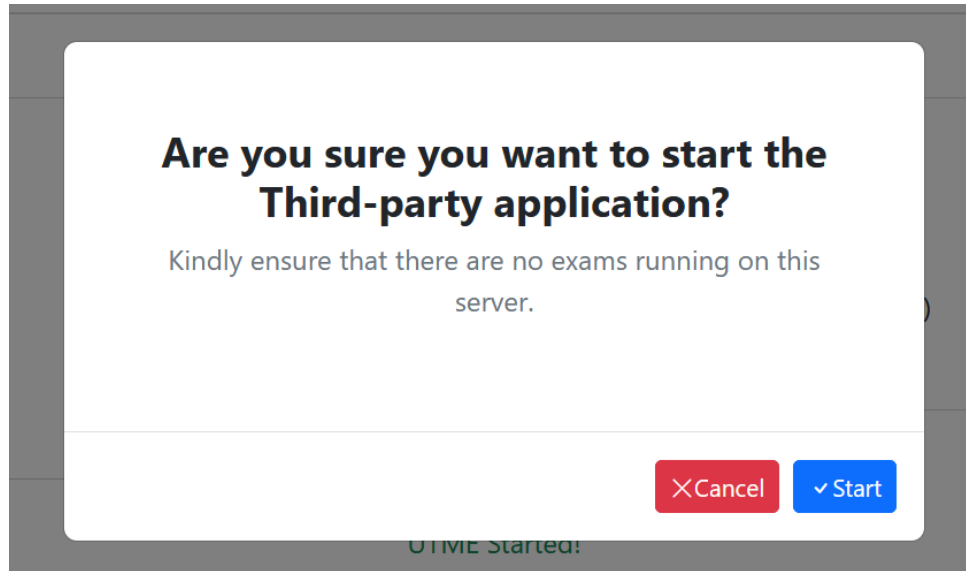 Are you sure you want to start the
Third-party application?
Kindly ensure that there are no exams running on this
server.
)
Cancel
Start
UTME Started!